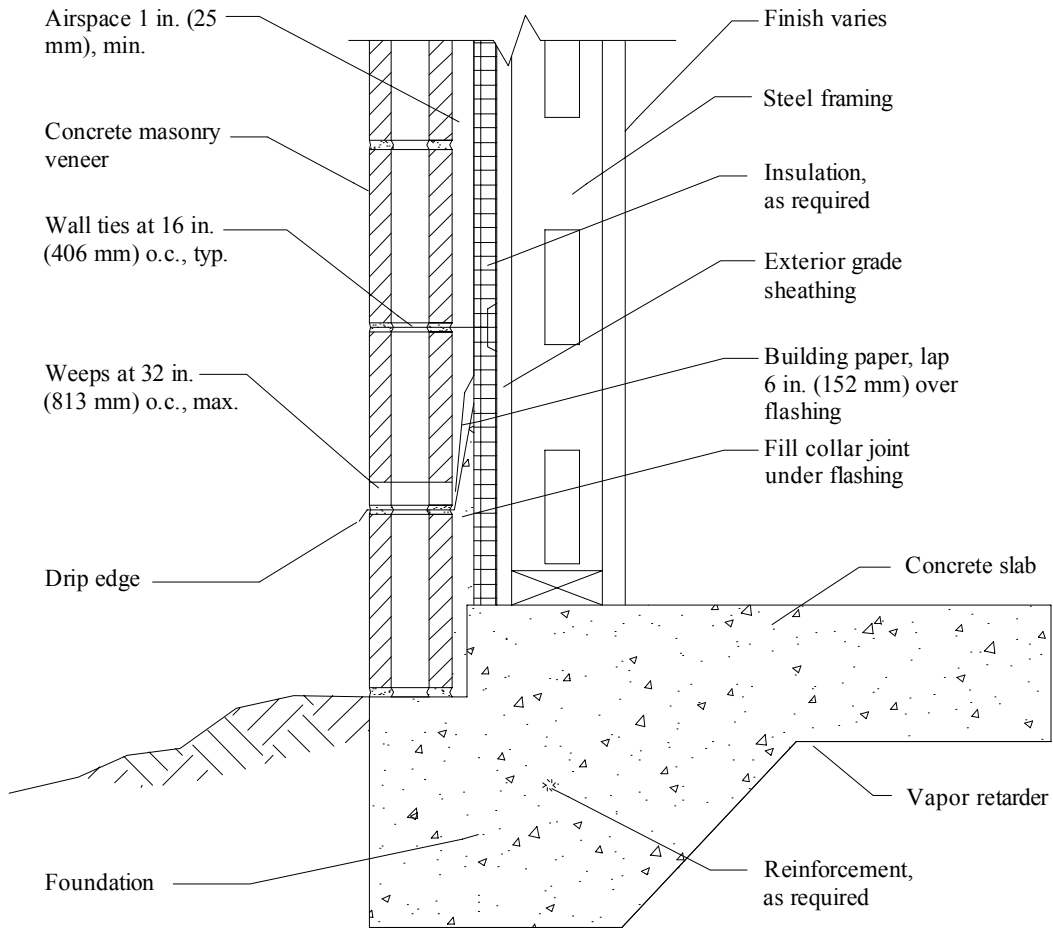 Airspace 1 in. (25
mm), min.
Concrete masonry
veneer
Wall ties at 16 in.
(406 mm) o.c., typ.
Weeps at 32 in.
(813 mm) o.c., max.
Drip edge
Foundation
Finish varies
Steel framing
Insulation,
as required
Exterior grade
sheathing
Building paper, lap
6 in. (152 mm) over
flashing
Fill collar joint
under flashing
Concrete slab
Vapor retarder
Reinforcement,
as required